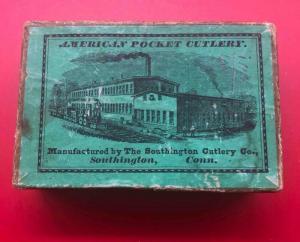 AMERICAN POCKET CUTLERY.
Manufactured by The Southington Cutlery Co.,
Southington, Conn.